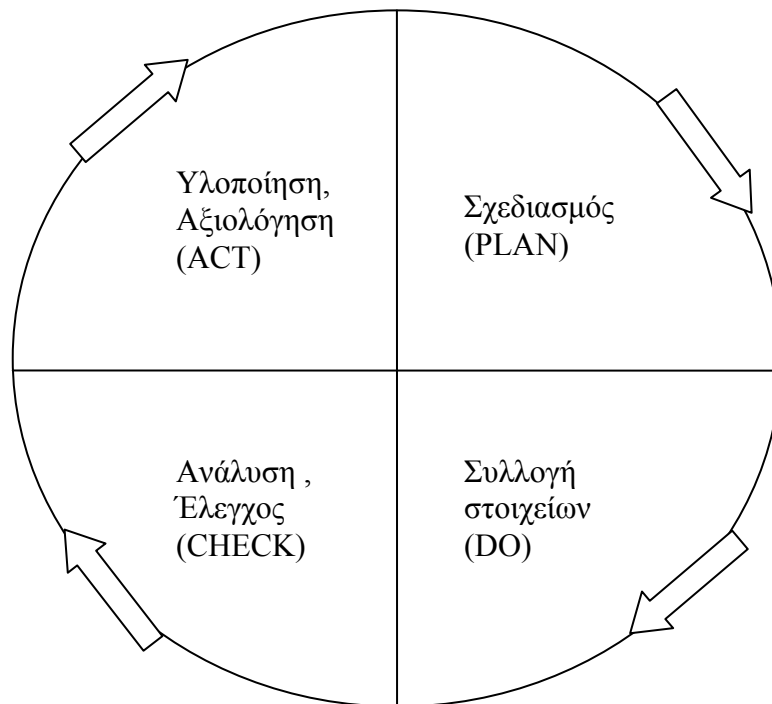 Υλοποίηση,
Αξιολόγηση
(ACT)
Σχεδιασμός
(PLAN)
Ανάλυση ,
Έλεγχος
(CHECK)
Συλλογή
στοιχείων
(DO)